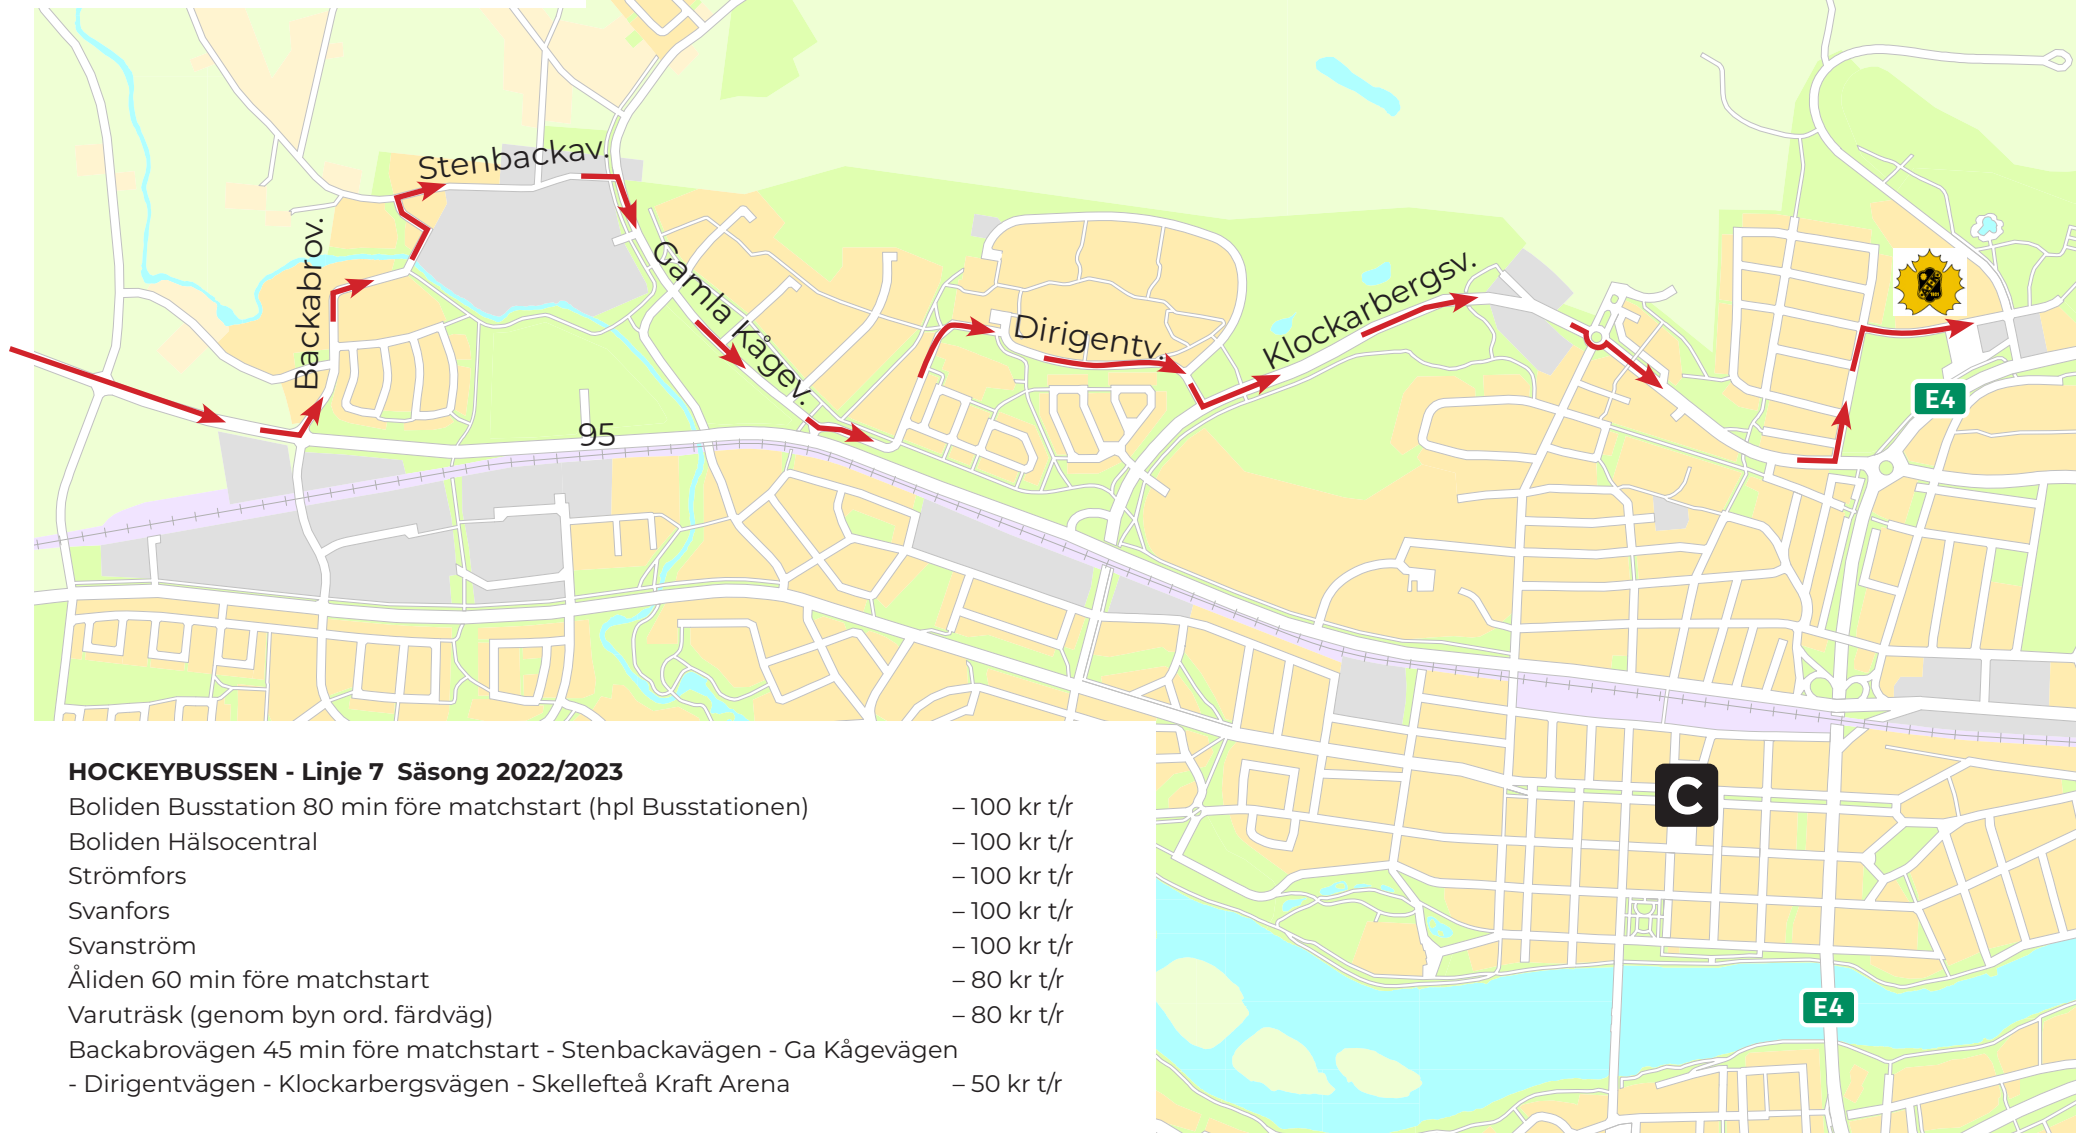 Stenbackav.
Backabrov.
Gamla Kågev.
Dirigentv.
Klockarbergsv.
E4
95
C
E4
HOCKEYBUSSEN - Linje 7 Säsong 2022/2023
Boliden Busstation 80 min före matchstart (hpl Busstationen) – 100 kr t/r
Boliden Hälsocentral – 100 kr t/r
Strömfors – 100 kr t/r
Svanfors – 100 kr t/r
Svanström – 100 kr t/r
Åliden 60 min före matchstart – 80 kr t/r
Varuträsk (genom byn ord. färdväg) – 80 kr t/r
Backabrovägen 45 min före matchstart - Stenbackavägen - Ga Kågevägen
- Dirigentvägen - Klockarbergsvägen - Skellefteå Kraft Arena – 50 kr t/r